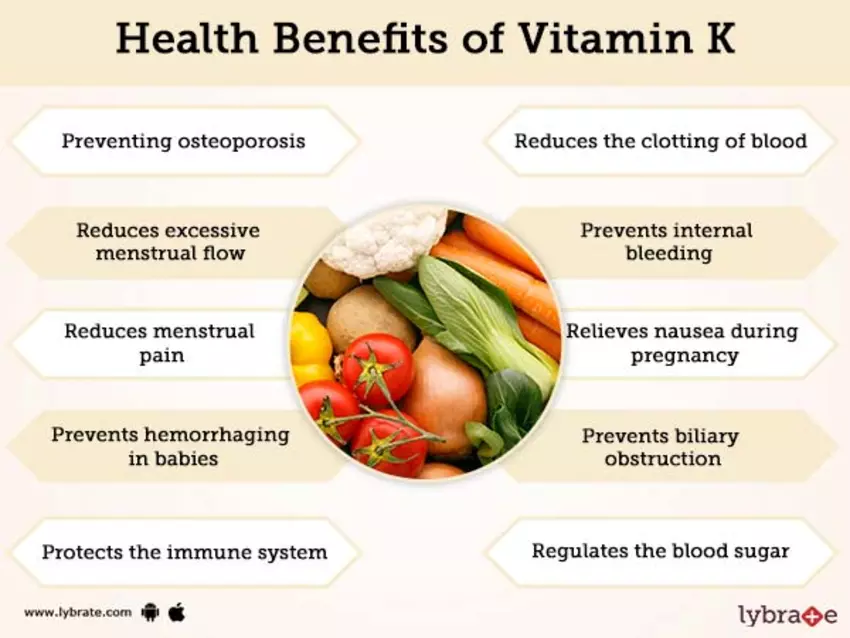 Health Benefits of Vitamin K
Preventing osteoporosis
Reduces the clotting of blood
Reduces excessive
menstrual flow
Prevents internal
bleeding
Reduces menstrual
pain
Relieves nausea during
pregnancy
Prevents hemorrhaging
in babies
Prevents biliary
obstruction
Protects the immune system
Regulates the blood sugar
www.lybrate.com
lybrate